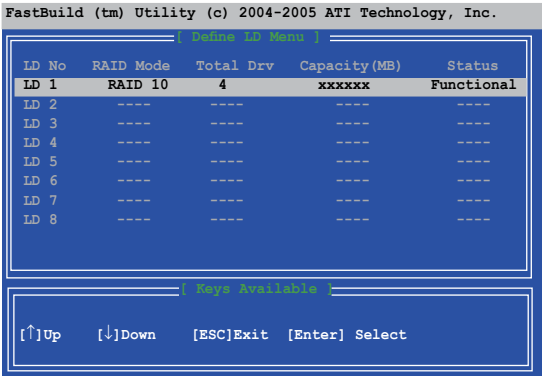 FastBuild (tm) Utility (c) 2004-2005 ATI Technology, Inc.
[ Define LD Menu ]
LD No RAID Mode Total Drv Capacity(MB) Status
LD 1 RAID 10 4 xxxxxx Functional
LD 2 ---- ---- ---- ----
LD 3 ---- ---- ---- ----
LD 4 ---- ---- ---- ----
LD 5 ---- ---- ---- ----
LD 6 ---- ---- ---- ----
LD 7 ---- ---- ---- ----
LD 8 ---- ---- ---- ----
[ Keys Available ]
[↑]Up [↓]Down [ESC]Exit [Enter] Select